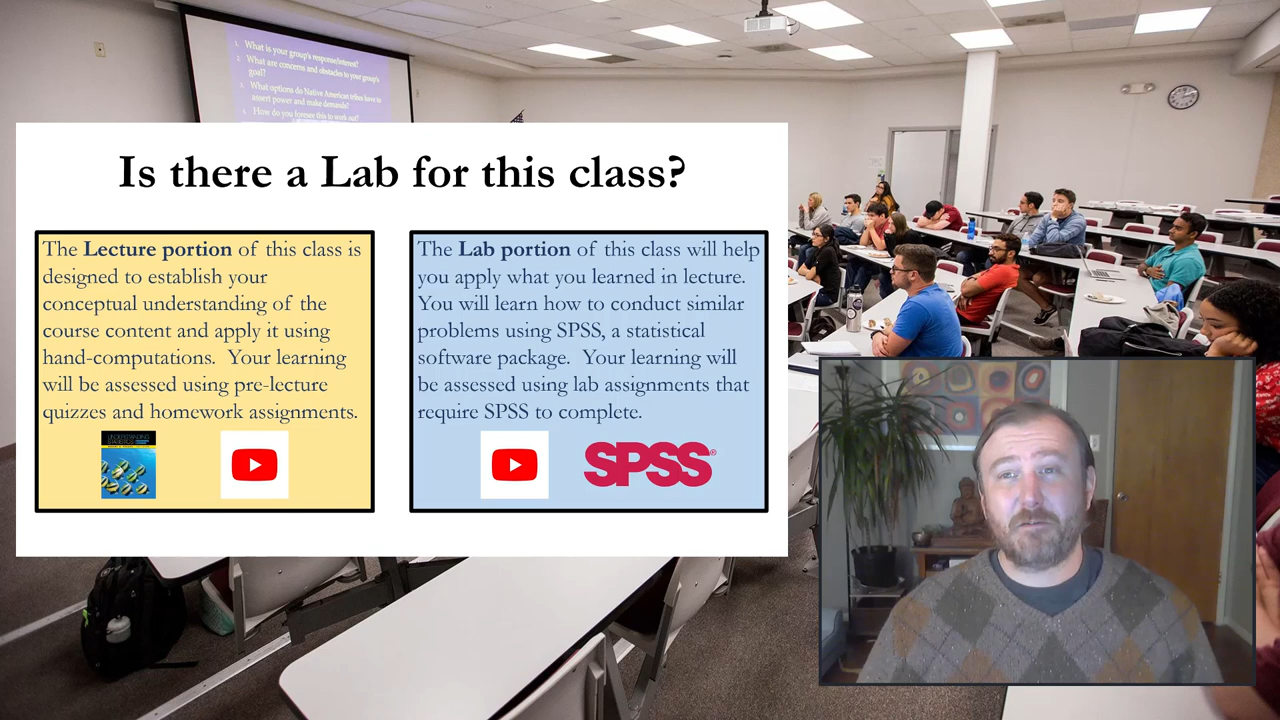 1. What is your group's response/interest?
2. What are concerns and obstacles to your group's
goal?
3. What options do Native American tribes have to
assert power and make demands?
4. How do you foresee this to work out?
Is there a Lab for this class?
The Lecture portion of this class is
designed to establish your
conceptual understanding of the
course content and apply it using
hand-computations. Your learning
will be assessed using pre-lecture
quizzes and homework assignments.
UNDERSTANDING
STATISTICS
The Lab portion of this class will help
you apply what you learned in lecture.
You will learn how to conduct similar
problems using SPSS, a statistical
software package. Your learning will
be assessed using lab assignments that
require SPSS to complete.
SPSS®